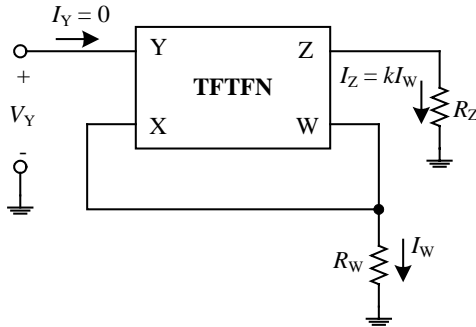 I_Y = 0
Y
Z
TFTFN
I_Z = kI_W
R_Z
+
V_Y
-
X
W
R_W
I_W